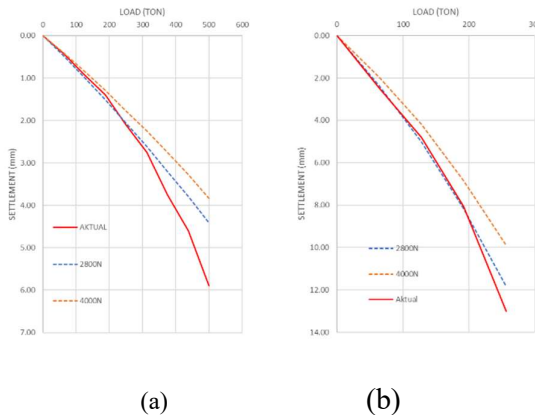 LOAD (TON)
0 100 200 300 400 500 600
0.00
1.00
2.00
3.00
4.00
5.00
6.00
7.00
SETTLEMENT (mm)
AKTUAL
2800N
4000N
(a)
LOAD (TON)
0 100 200 300
0.00
2.00
4.00
6.00
8.00
10.00
12.00
14.00
SETTLEMENT (mm)
2800N
4000N
Aktual
(b)